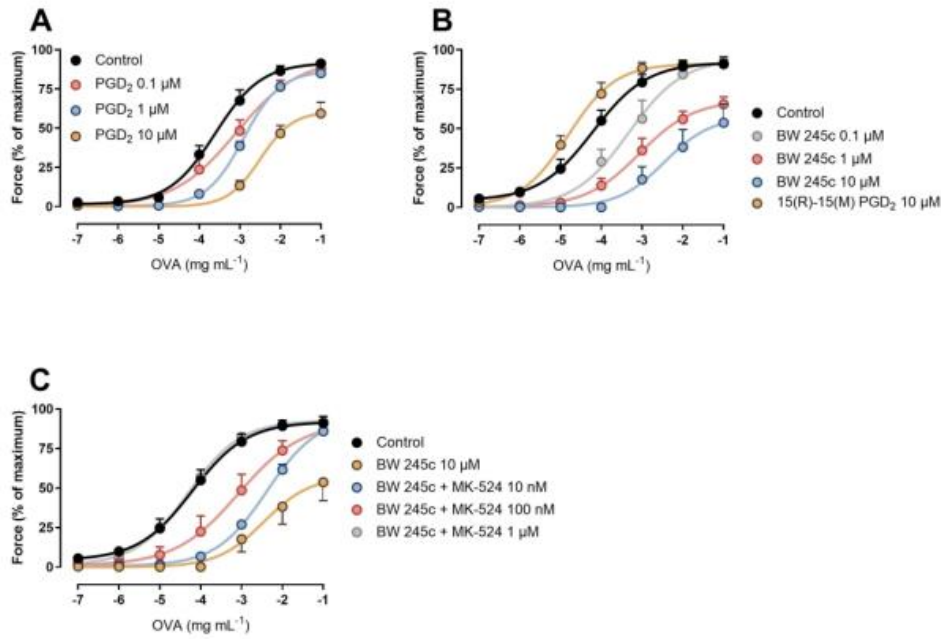 A
Force (% of maximum)
100
75
50
25
0
Control
PGD₂ 0.1 µM
PGD₂ 1 µM
PGD₂ 10 µM
-7 -6 -5 -4 -3 -2 -1
OVA (mg mL⁻¹)
B
Force (% of maximum)
100
75
50
25
0
Control
BW 245c 0.1 µM
BW 245c 1 µM
BW 245c 10 µM
15(R)-15(M) PGD₂ 10 µM
-7 -6 -5 -4 -3 -2 -1
OVA (mg mL⁻¹)
C
Force (% of maximum)
100
75
50
25
0
Control
BW 245c 10 µM
BW 245c + MK-524 10 nM
BW 245c + MK-524 100 nM
BW 245c + MK-524 1 µM
-7 -6 -5 -4 -3 -2 -1
OVA (mg mL⁻¹)